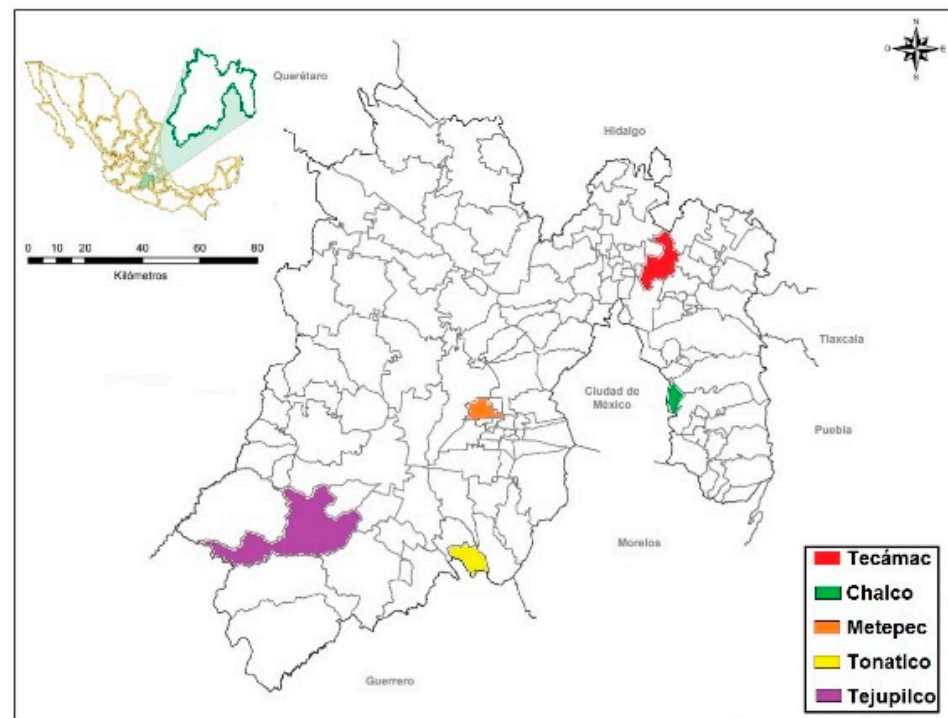 N
O
E
S
Querétaro
Hidalgo
0 20 40 60 80
Kilómetros
Tlaxcala
Ciudad de
México
Puebla
Morelos
Guerrero
Tecámac
Chalco
Metepec
Tonatico
Tejupilco